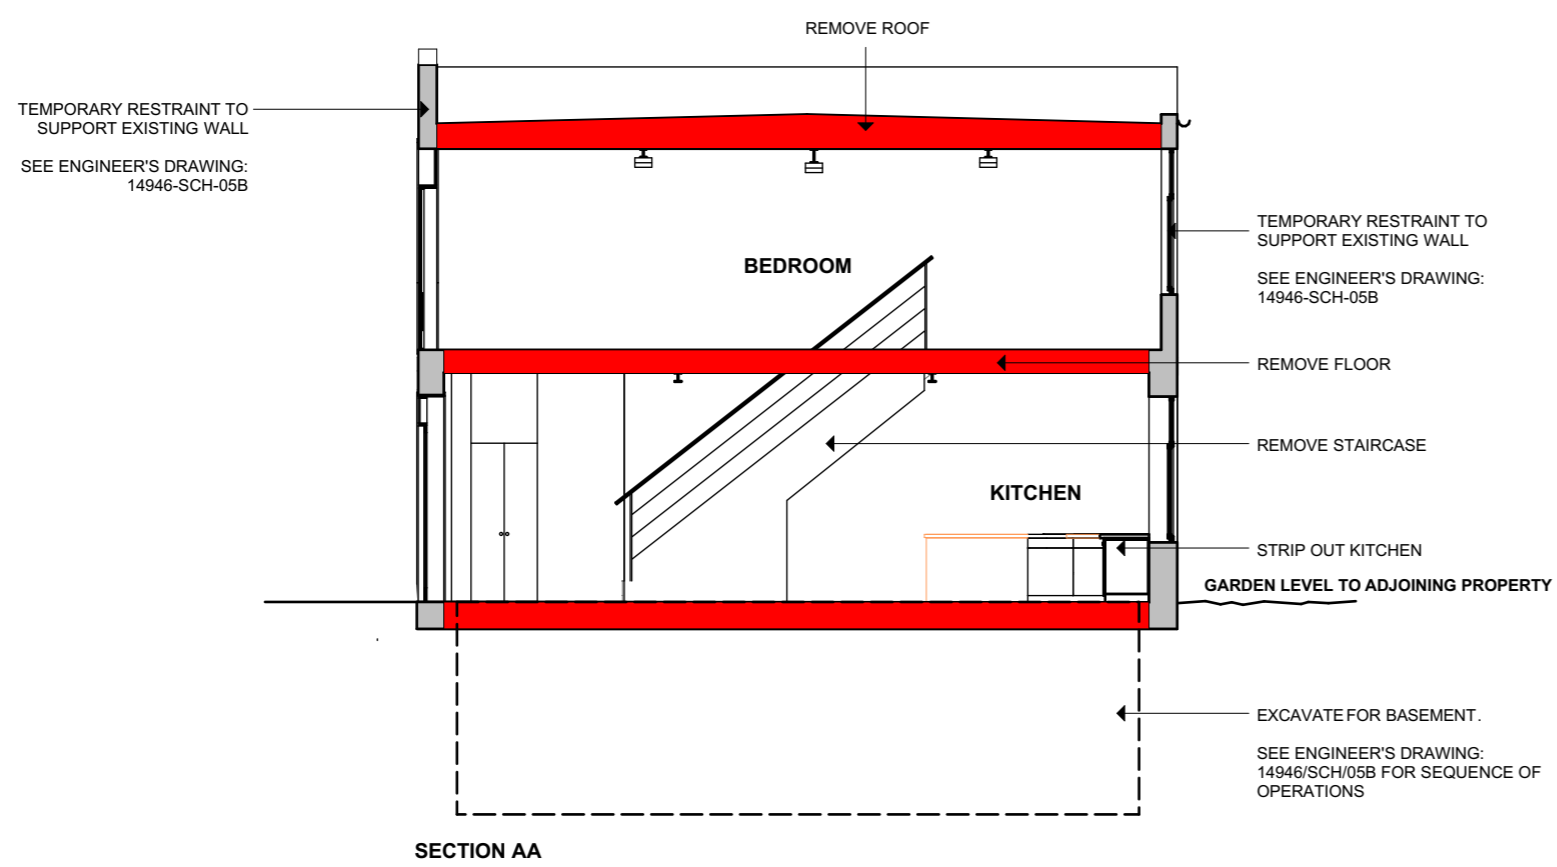 REMOVE ROOF
TEMPORARY RESTRAINT TO
SUPPORT EXISTING WALL
SEE ENGINEER'S DRAWING:
14946-SCH-05B
TEMPORARY RESTRAINT TO
SUPPORT EXISTING WALL
SEE ENGINEER'S DRAWING:
14946-SCH-05B
BEDROOM
REMOVE FLOOR
REMOVE STAIRCASE
KITCHEN
STRIP OUT KITCHEN
GARDEN LEVEL TO ADJOINING PROPERTY
EXCAVATE FOR BASEMENT.
SEE ENGINEER'S DRAWING:
14946/SCH/05B FOR SEQUENCE OF
OPERATIONS
SECTION AA